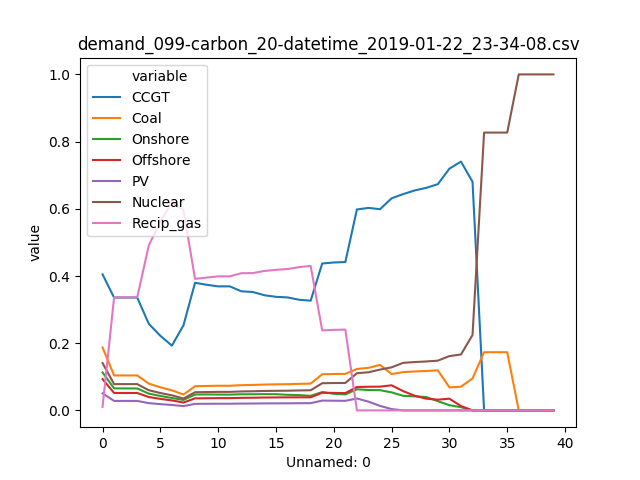 demand_099-carbon_20-datetime_2019-01-22_23-34-08.csv
variable
CCGT
Coal
Onshore
Offshore
PV
Nuclear
Recip_gas
1.0
0.8
0.6
0.4
0.2
0.0
value
0 5 10 15 20 25 30 35 40
Unnamed: 0